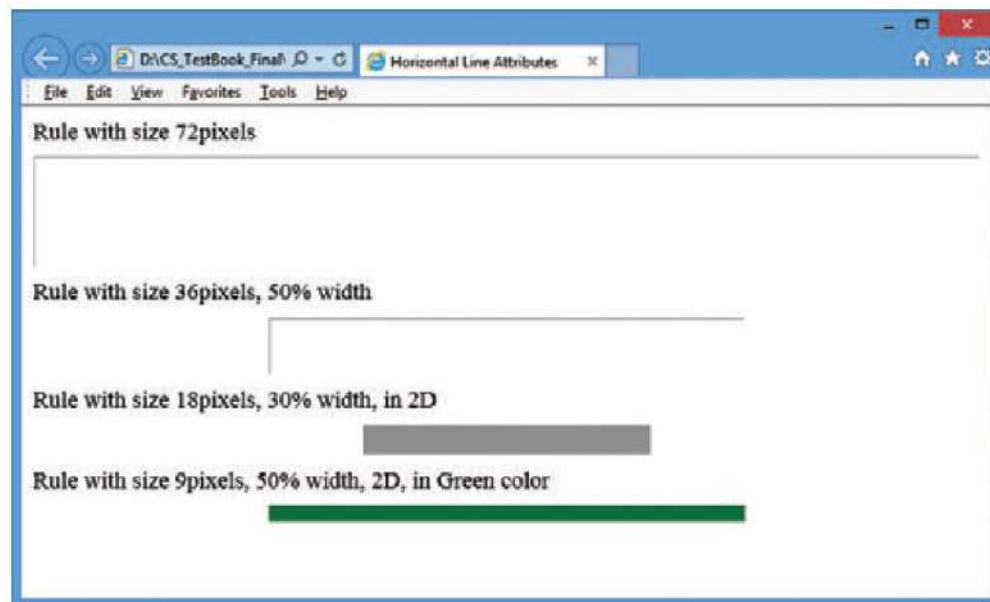 D:\CS_TestBook_Final\
Horizontal Line Attributes
File Edit View Favorites Tools Help
Rule with size 72pixels
Rule with size 36pixels, 50% width
Rule with size 18pixels, 30% width, in 2D
Rule with size 9pixels, 50% width, 2D, in Green color